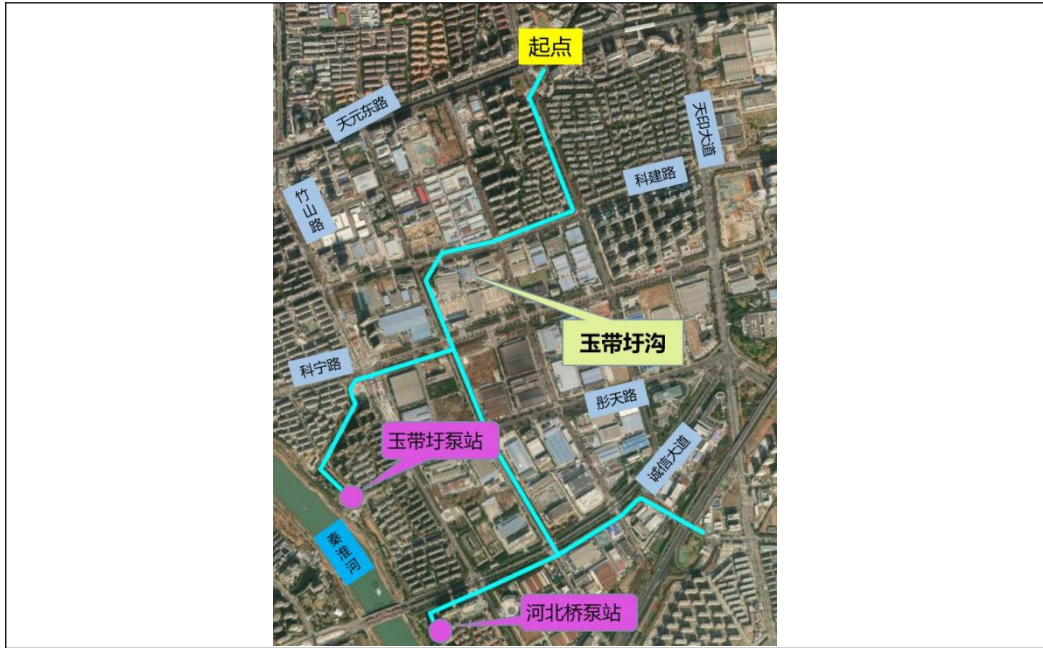 起点
天元东路
天印大道
科建路
竹山路
玉带圩沟
科宁路
彤天路
玉带圩泵站
诚信大道
秦淮河
河北桥泵站